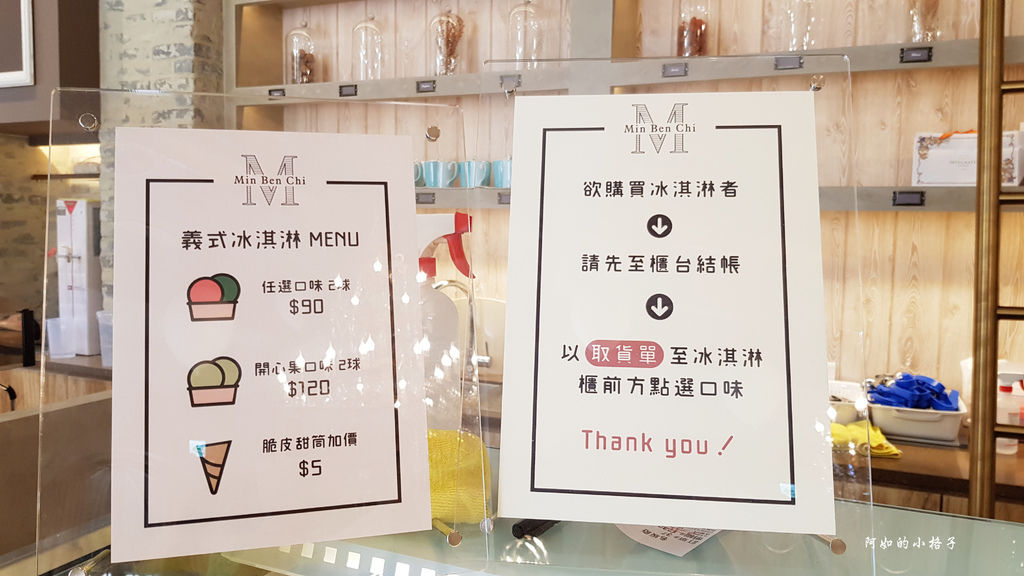 M
Min Ben Chi
義式冰淇淋 MENU
任選口味 2球
$90
開心果口味 2球
$120
脆皮甜筒加價
$5
M
Min Ben Chi
欲購買冰淇淋者
請先至櫃台結帳
以 取貨單 至冰淇淋
櫃前方點選口味
Thank you!
阿如的小格子